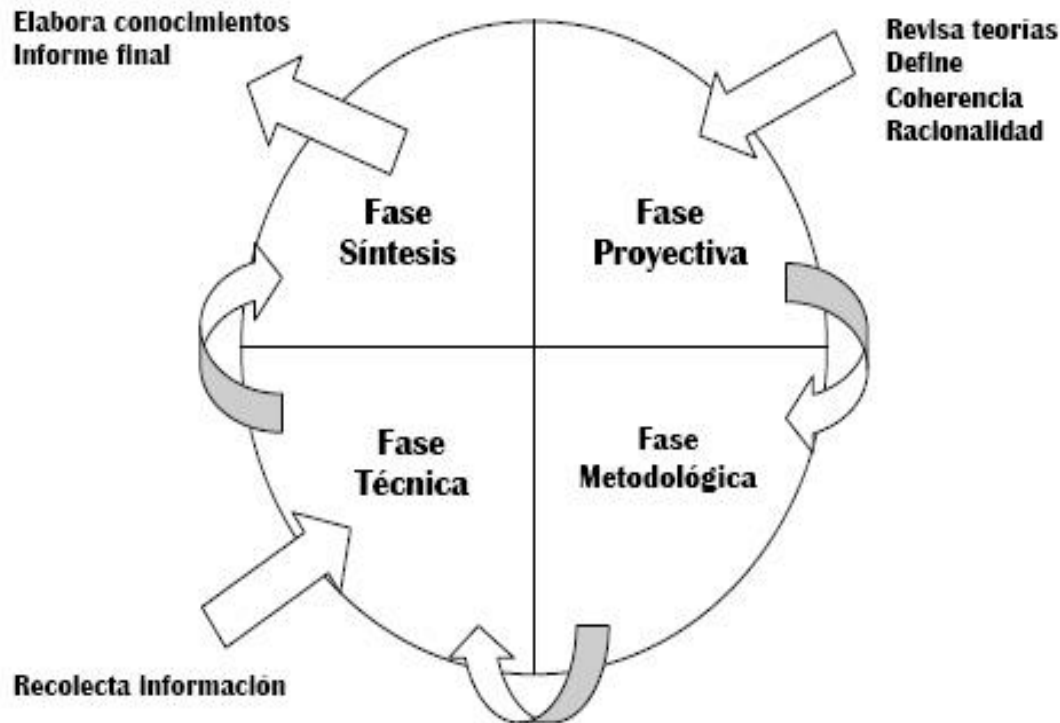 Elabora conocimientos
Informe final
Revisa teorías
Define
Coherencia
Racionalidad
Fase
Síntesis
Fase
Proyectiva
Fase
Técnica
Fase
Metodológica
Recolecta información